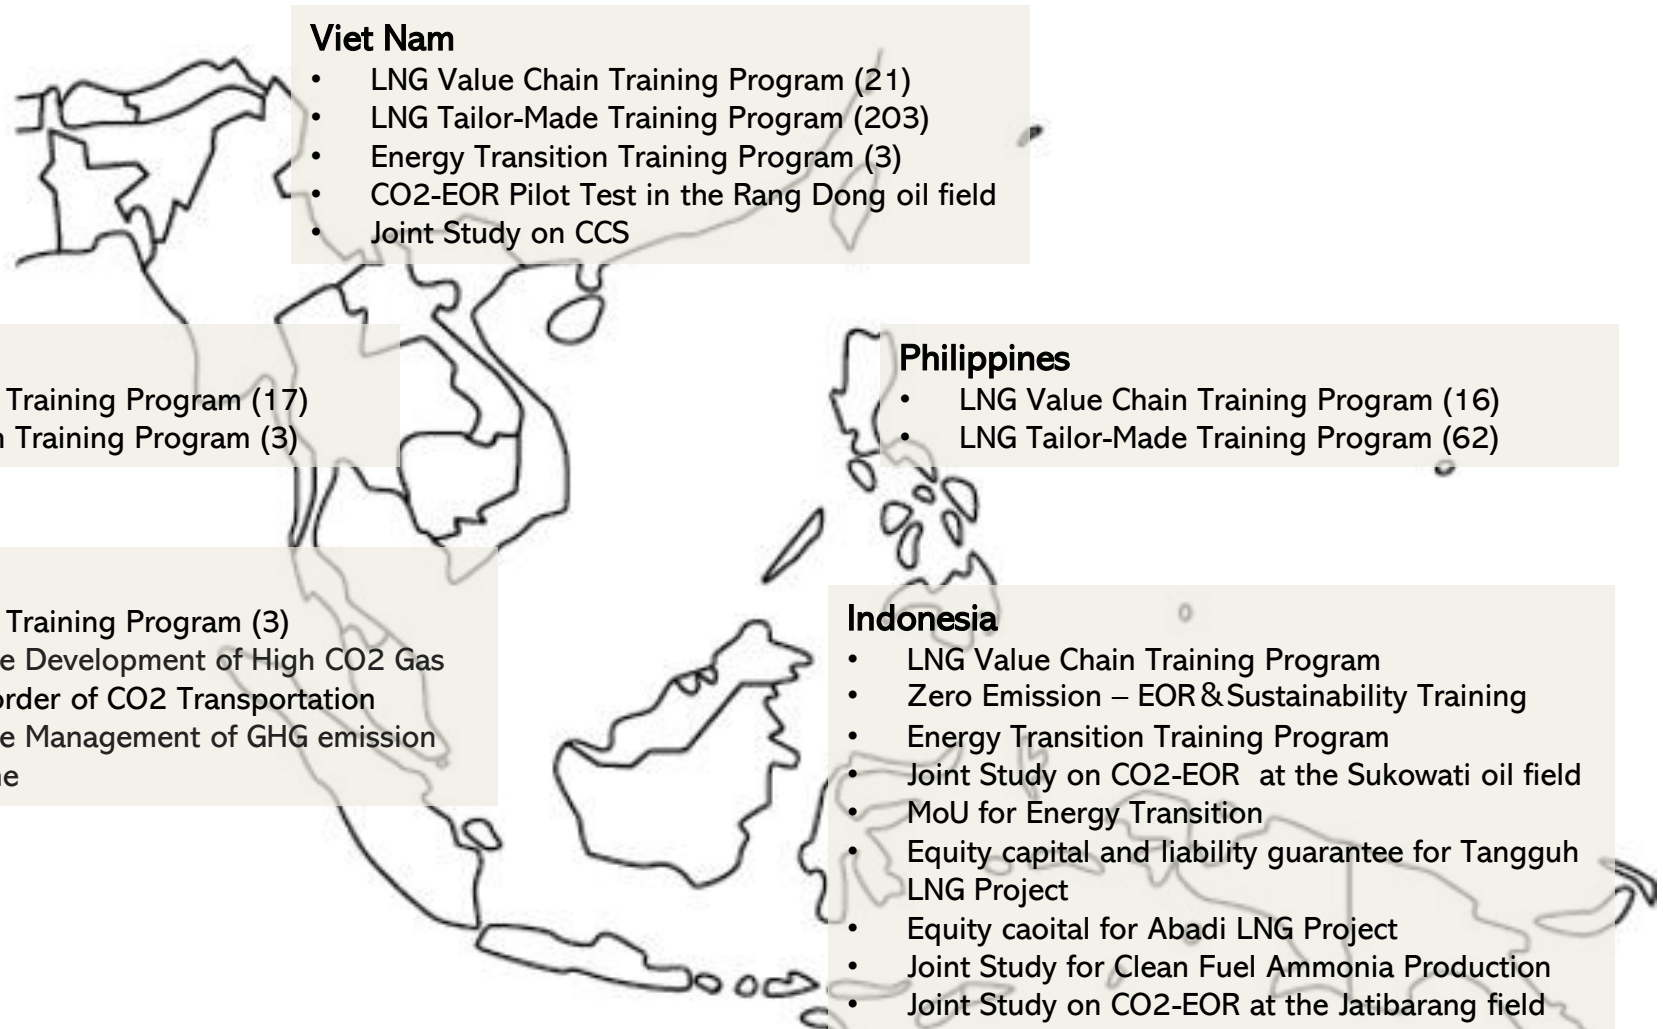 Viet Nam
• LNG Value Chain Training Program (21)
• LNG Tailor-Made Training Program (203)
• Energy Transition Training Program (3)
• CO2-EOR Pilot Test in the Rang Dong oil field
• Joint Study on CCS
Training Program (17)
n Training Program (3)
Philippines
• LNG Value Chain Training Program (16)
• LNG Tailor-Made Training Program (62)
Training Program (3)
e Development of High CO2 Gas
order of CO2 Transportation
e Management of GHG emission
ne
Indonesia
• LNG Value Chain Training Program
• Zero Emission – EOR＆Sustainability Training
• Energy Transition Training Program
• Joint Study on CO2-EOR at the Sukowati oil field
• MoU for Energy Transition
• Equity capital and liability guarantee for Tangguh
LNG Project
• Equity caoital for Abadi LNG Project
• Joint Study for Clean Fuel Ammonia Production
• Joint Study on CO2-EOR at the Jatibarang field